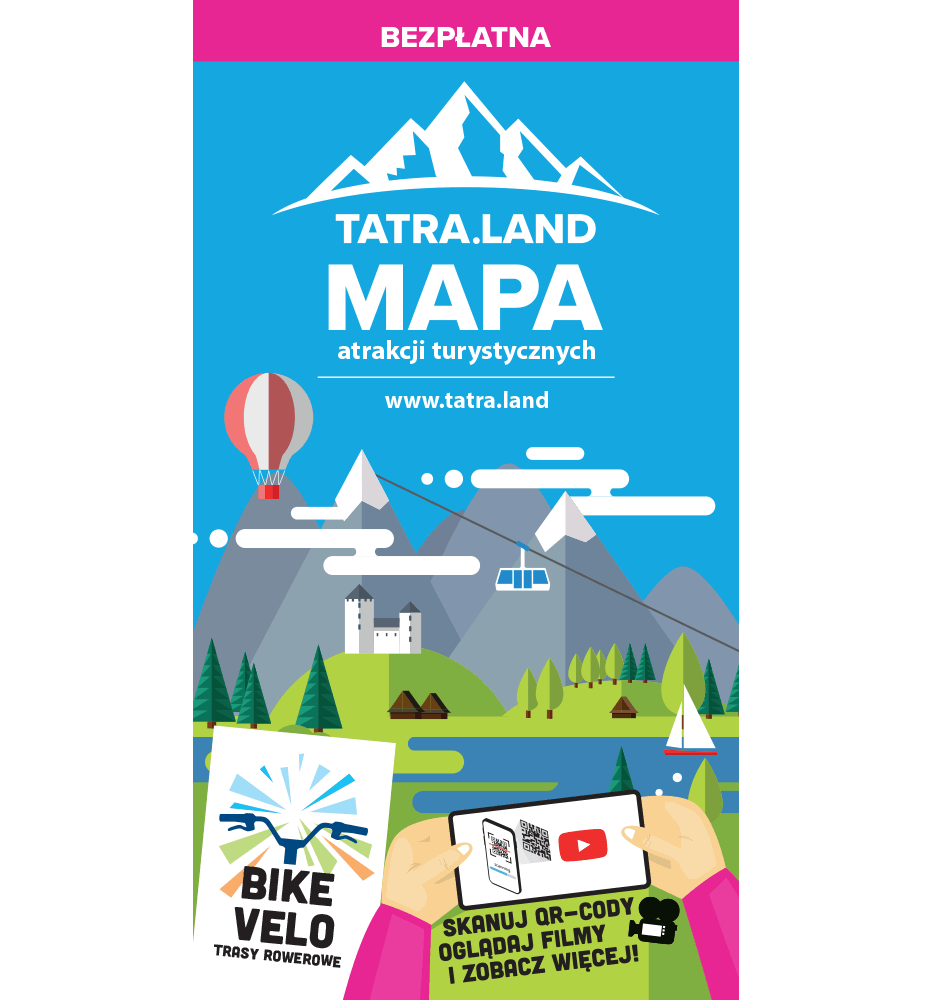 BEZPŁATNA
TATRA.LAND
MAPA
atrakcji turystycznych
www.tatra.land
BIKE
VELO
TRASY ROWEROWE
SKANUJ QR-CODY
OGLĄDAJ FILMY
I ZOBACZ WIĘCEJ!